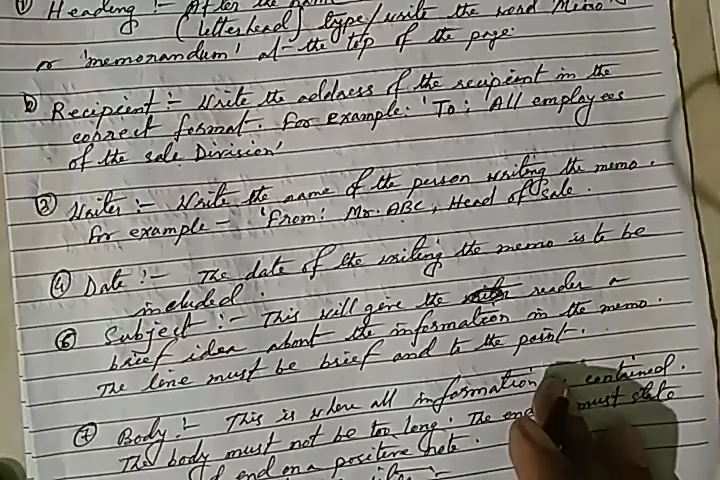 ① Heading :- After the name
(letterhead) type/write the word Memo
or 'memorandum' at the top of the page.
② Recipient :- Write the address of the recipient in the
correct format. For example: 'To: All employees
of the sale Division'
③ Writer :- Write the name of the person writing the memo.
For example - 'From: Mr. ABC, Head of Sale.
④ Date :- The date of the writing the memo is to be
included.
⑥ Subject :- This will give the reader a
brief idea about the information in the memo.
The line must be brief and to the point.
⑦ Body :- This is where all information contained.
The body must not be too long. The end must state
end on a positive note.